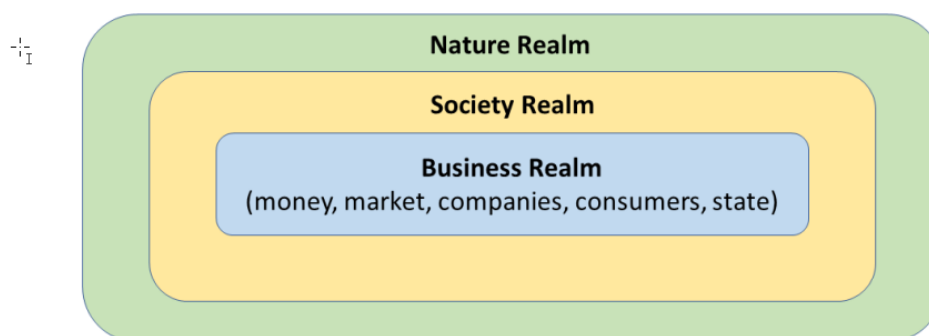 Nature Realm
Society Realm
Business Realm
(money, market, companies, consumers, state)